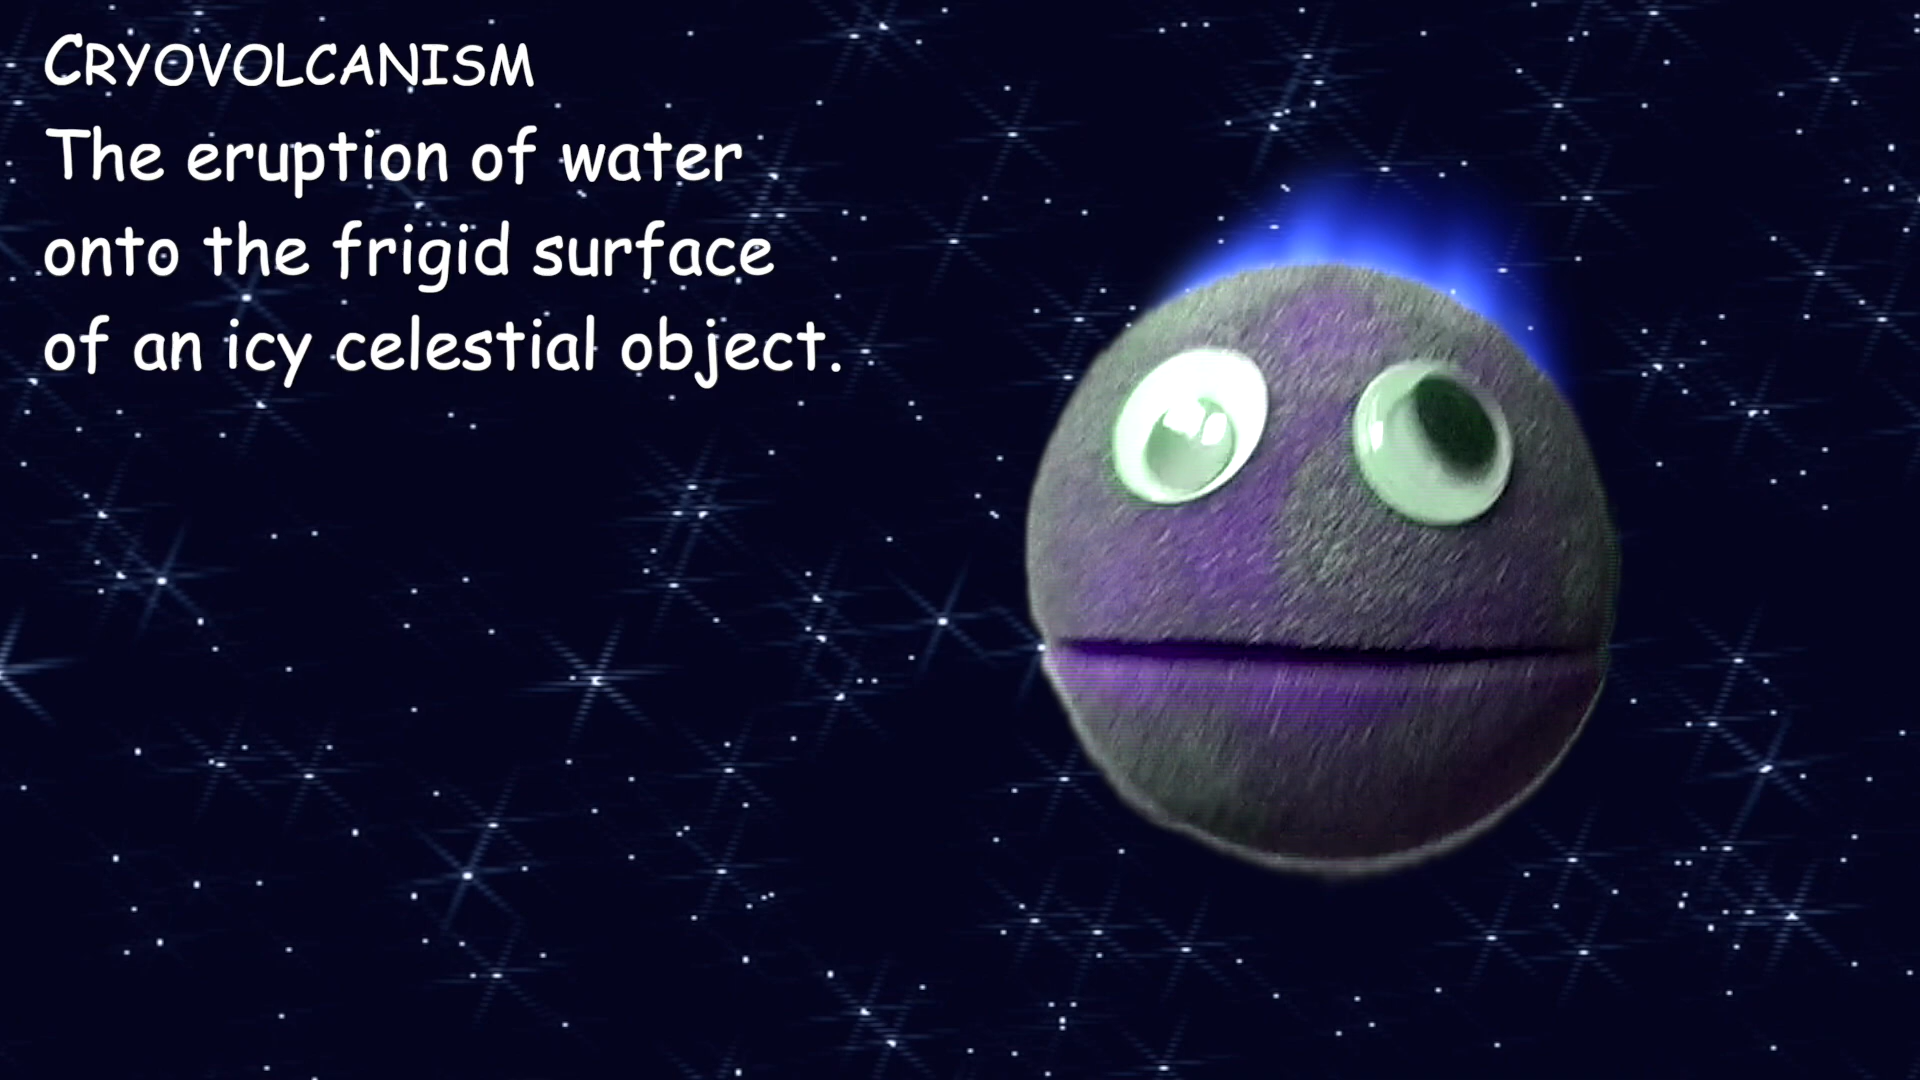 CRYOVOLCANISM
The eruption of water
onto the frigid surface
of an icy celestial object.